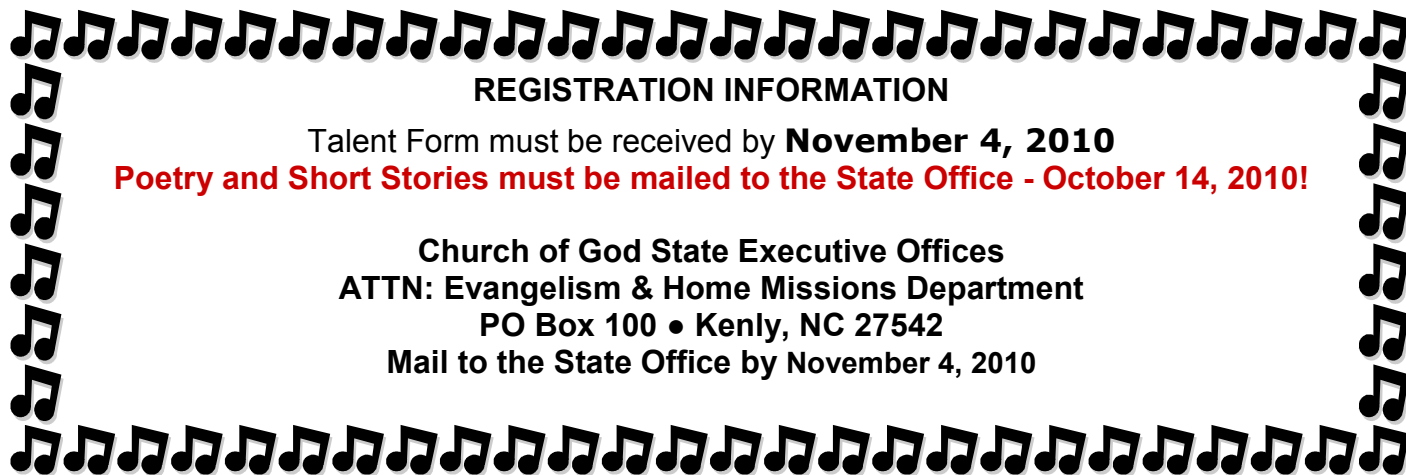 REGISTRATION INFORMATION
Talent Form must be received by November 4, 2010
Poetry and Short Stories must be mailed to the State Office - October 14, 2010!
Church of God State Executive Offices
ATTN: Evangelism & Home Missions Department
PO Box 100 ● Kenly, NC 27542
Mail to the State Office by November 4, 2010